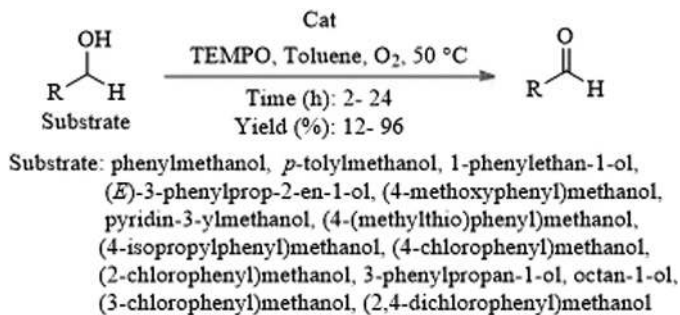 Cat
TEMPO, Toluene, O₂, 50 °C
Time (h): 2- 24
Yield (%): 12- 96
OH
R H
Substrate
O
R H
Substrate: phenylmethanol, p-tolylmethanol, 1-phenylethan-1-ol,
(E)-3-phenylprop-2-en-1-ol, (4-methoxyphenyl)methanol,
pyridin-3-ylmethanol, (4-(methylthio)phenyl)methanol,
(4-isopropylphenyl)methanol, (4-chlorophenyl)methanol,
(2-chlorophenyl)methanol, 3-phenylpropan-1-ol, octan-1-ol,
(3-chlorophenyl)methanol, (2,4-dichlorophenyl)methanol